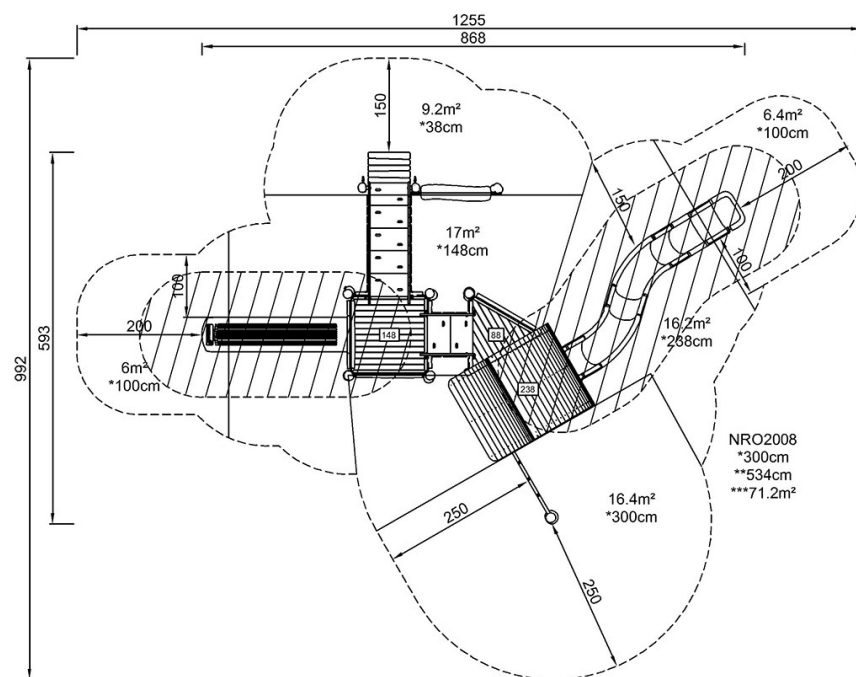 1255
868
150
9.2m²
*38cm
6.4m²
*100cm
200
150
17m²
*148cm
100
100
200
6m²
*100cm
148
88
238
16.2m²
*238cm
992
593
NRO2008
*300cm
**534cm
***71.2m²
16.4m²
*300cm
250
250